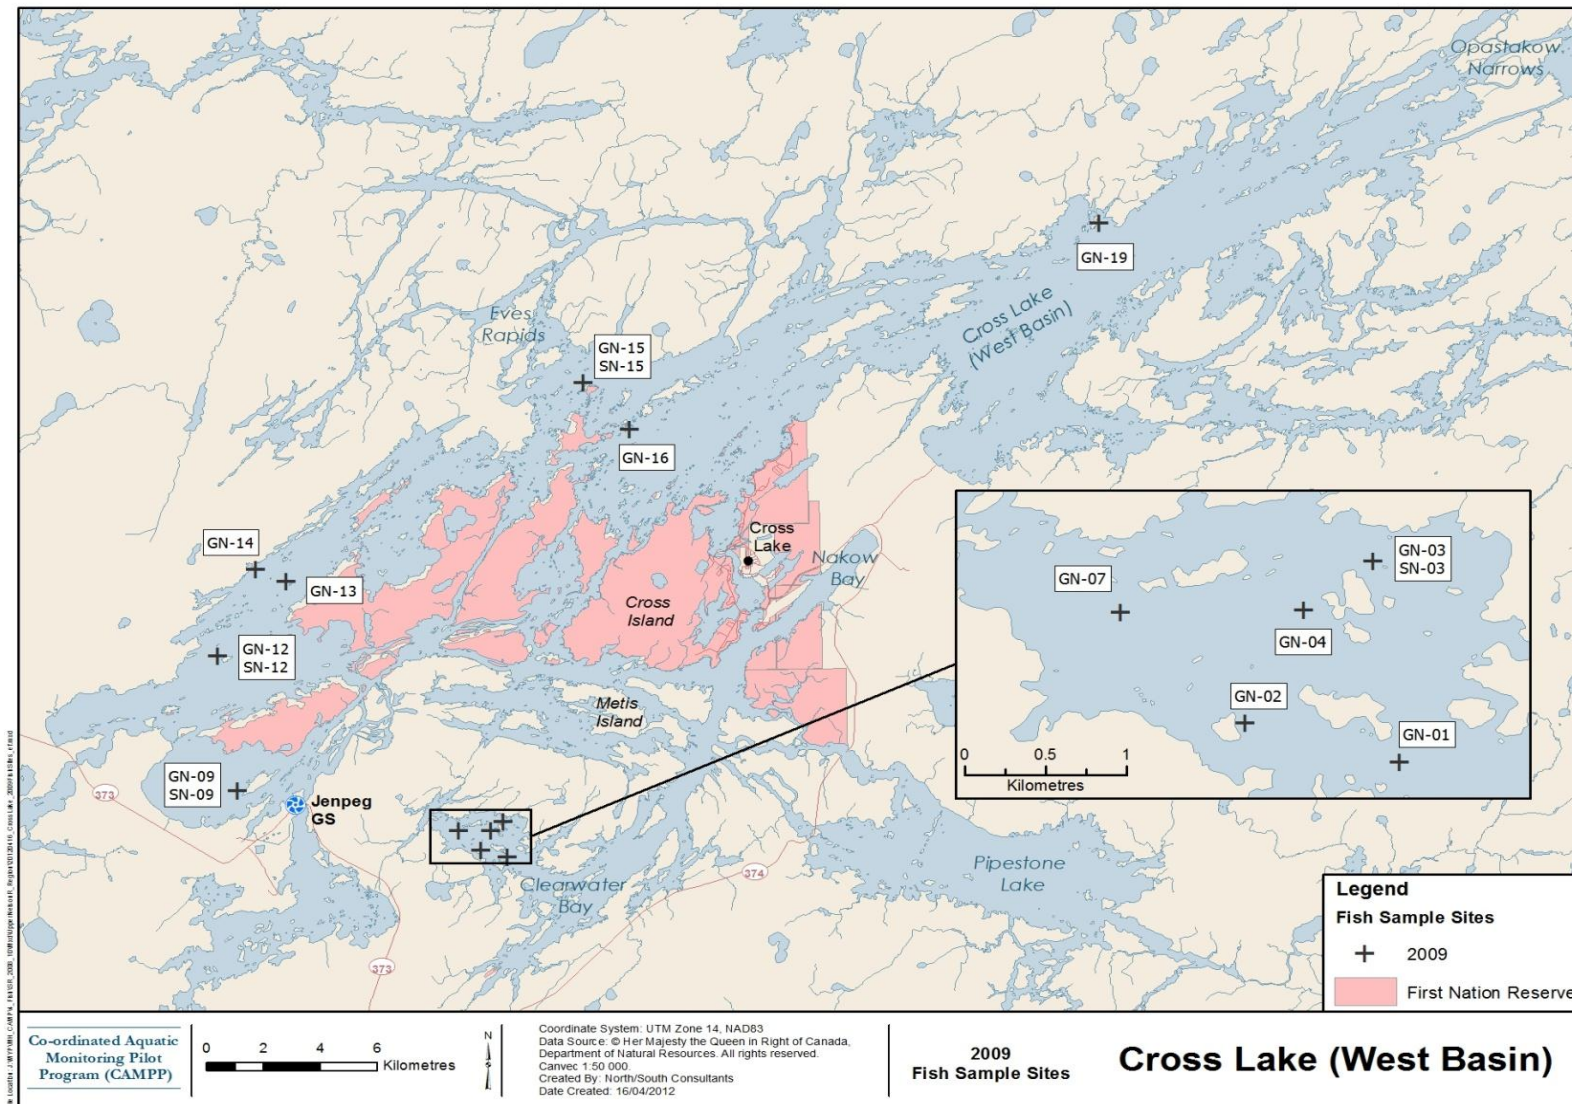 Opastakow
Narrows
GN-19
Cross Lake
(West Basin)
Eves
Rapids
GN-15
SN-15
GN-16
GN-14
GN-13
GN-12
SN-12
Cross
Lake
Nakow
Bay
Cross
Island
Metis
Island
GN-09
SN-09
373
Jenpeg
GS
373
374
Clearwater
Bay
Pipestone
Lake
GN-03
SN-03
GN-07
GN-04
GN-02
GN-01
0 0.5 1
Kilometres
Legend
Fish Sample Sites
2009
First Nation Reserve
Co-ordinated Aquatic
Monitoring Pilot
Program (CAMPP)
0 2 4 6
Kilometres
N
Coordinate System: UTM Zone 14, NAD83
Data Source: © Her Majesty the Queen in Right of Canada,
Department of Natural Resources. All rights reserved.
Canvec 1:50 000.
Created By: North/South Consultants
Date Created: 16/04/2012
2009
Fish Sample Sites
Cross Lake (West Basin)